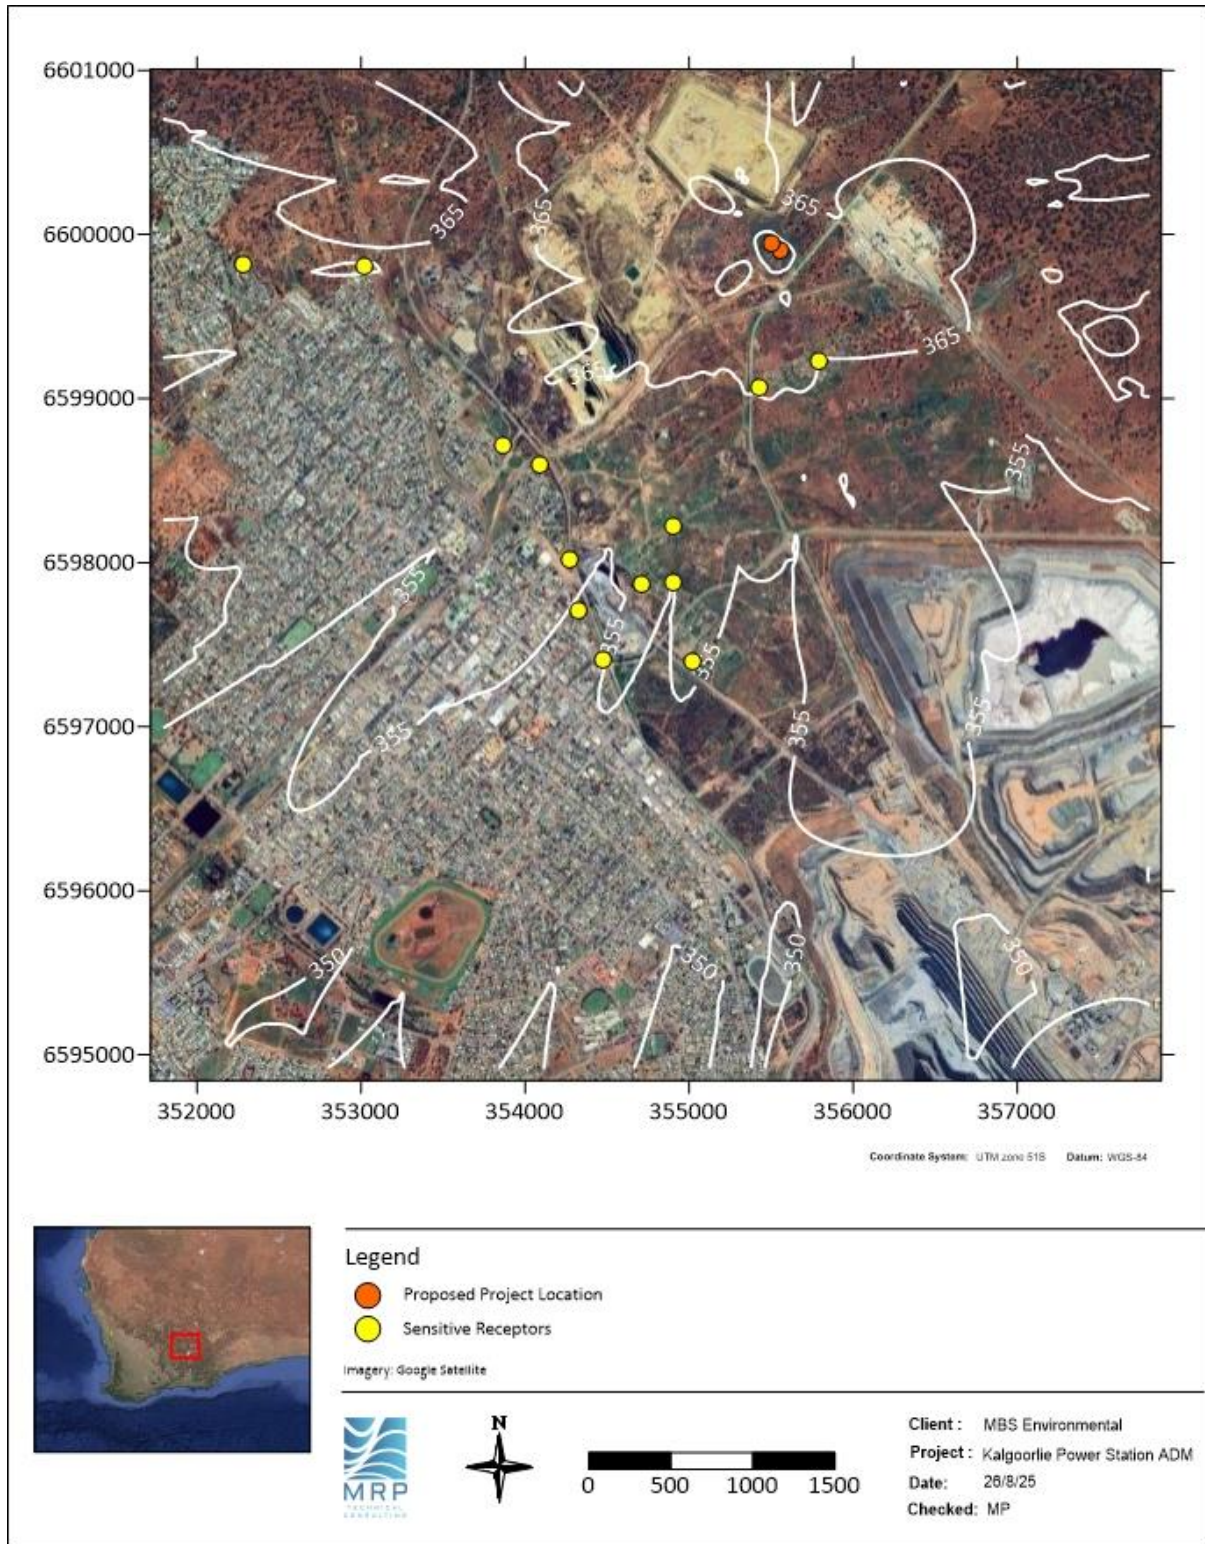 6601000
365
365
365
6600000
365
365
6599000
355
6598000
355
355
355
355
355
6597000
355
6596000
350
350
350
350
6595000
352000 353000 354000 355000 356000 357000
Coordinate System: UTM zone 51S Datum: WGS-84
Legend
Proposed Project Location
Sensitive Receptors
Imagery: Google Satellite
N
MRP
TECHNICAL
CONSULTING
0 500 1000 1500
Client : MBS Environmental
Project : Kalgoorlie Power Station ADM
Date: 26/8/25
Checked: MP